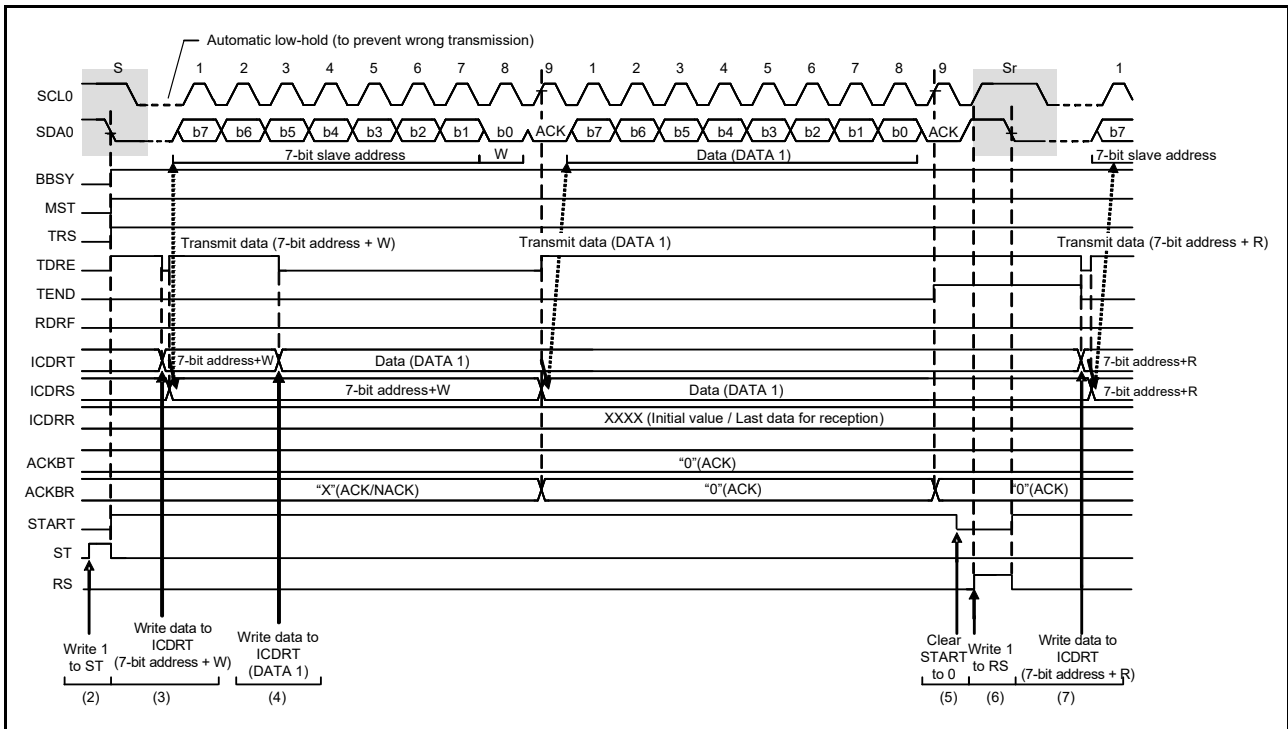 Automatic low-hold (to prevent wrong transmission)
S 1 2 3 4 5 6 7 8 9 1 2 3 4 5 6 7 8 9 Sr 1
SCL0
SDA0 b7 b6 b5 b4 b3 b2 b1 b0 ACK b7 b6 b5 b4 b3 b2 b1 b0 ACK b7
7-bit slave address W Data (DATA 1) 7-bit slave address
BBSY
MST
TRS
Transmit data (7-bit address + W) Transmit data (DATA 1) Transmit data (7-bit address + R)
TDRE
TEND
RDRF
ICDRT 7-bit address+W Data (DATA 1) 7-bit address+R
ICDRS 7-bit address+W Data (DATA 1) 7-bit address+R
ICDRR XXXX (Initial value / Last data for reception)
ACKBT “0”(ACK)
ACKBR “X”(ACK/NACK) “0”(ACK) “0”(ACK)
START
ST
RS
Write 1
to ST
Write data to
ICDRT
(7-bit address + W)
Write data to
ICDRT
(DATA 1)
Clear
START
to 0
Write 1
to RS
Write data to
ICDRT
(7-bit address + R)
(2) (3) (4) (5) (6) (7)